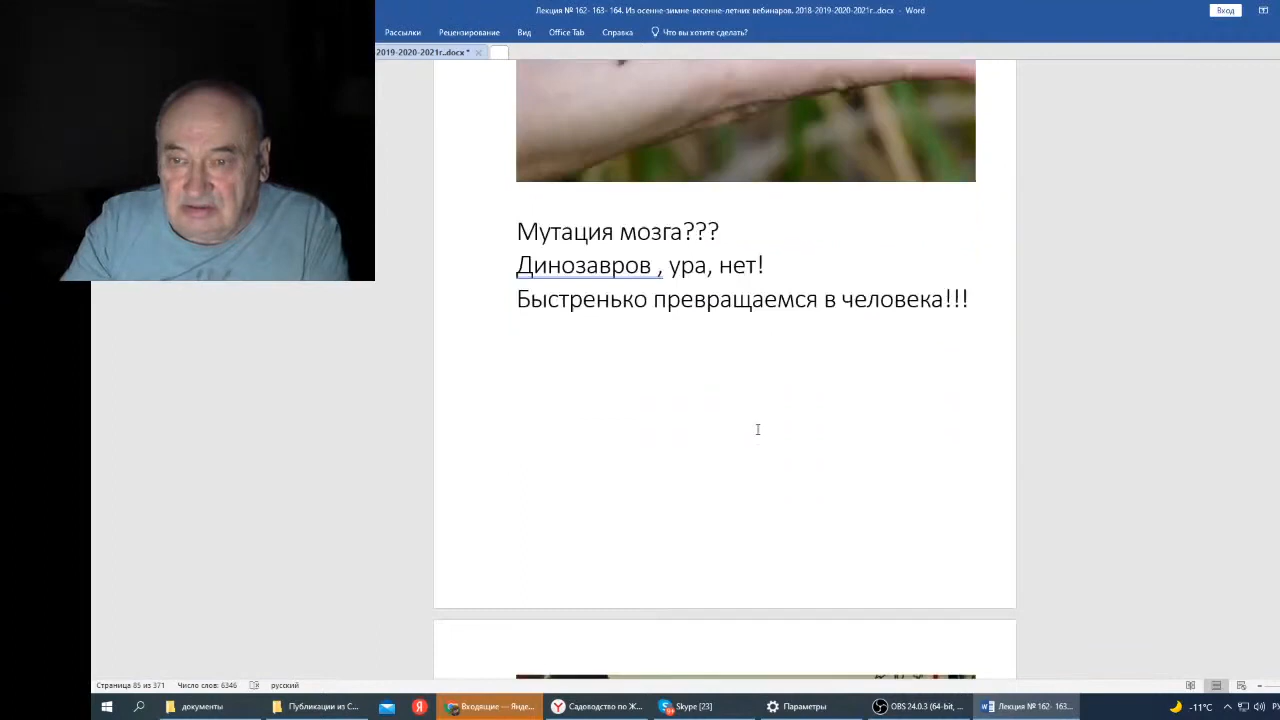 Лекция № 162- 163- 164. Из осенне-зимне-весенне-летних вебинаров. 2018-2019-2020-2021г...docx - Word
Вход
Рассылки Рецензирование Вид Office Tab Справка Что вы хотите сделать?
2019-2020-2021г...docx *
Мутация мозга???
Динозавров , ура, нет!
Быстренько превращаемся в человека!!!
Страница 85 из 371 Число слов: 6346 русский
документы Публикации из С... Входящие — Янде... Садоводство по Ж... Skype [23] Параметры OBS 24.0.3 (64-bit, ... Лекция № 162- 163... -11°C